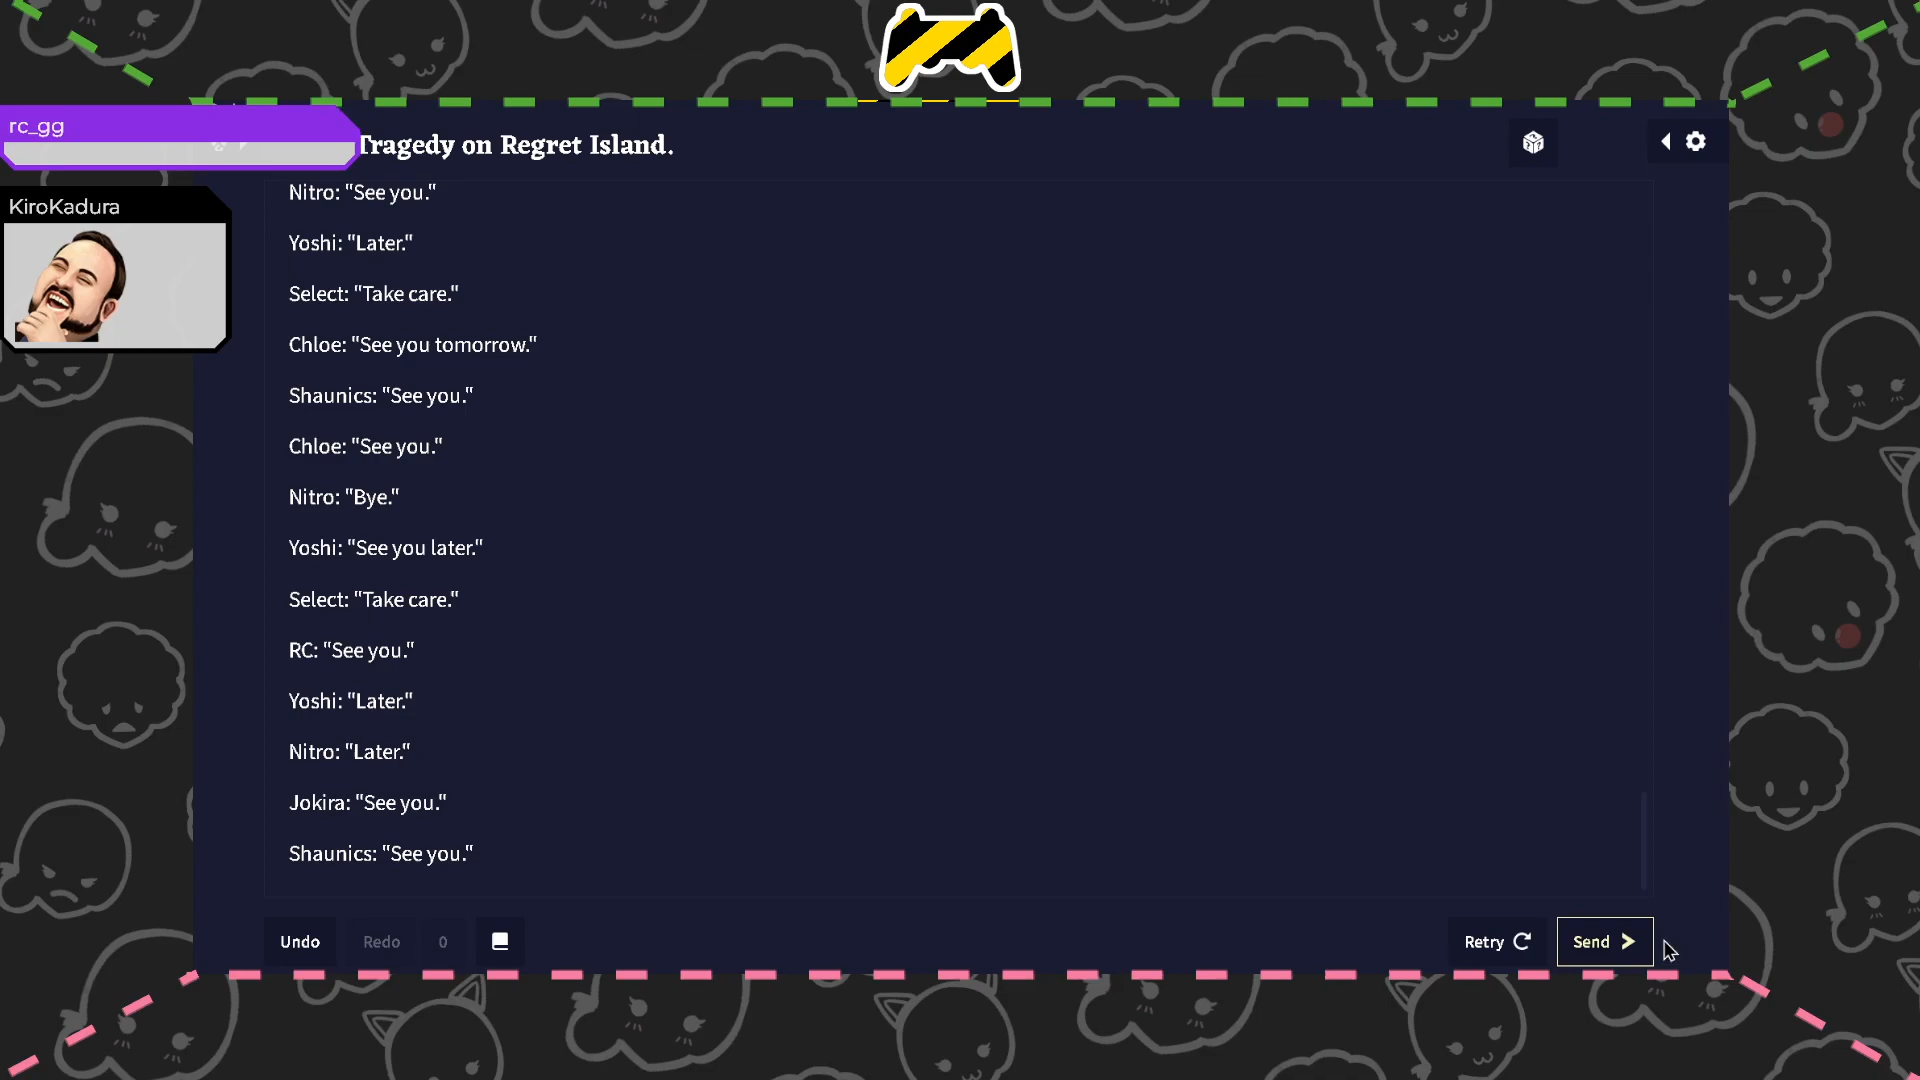 rc_gg
Tragedy on Regret Island.
KiroKadura
Nitro: "See you."
Yoshi: "Later."
Select: "Take care."
Chloe: "See you tomorrow."
Shaunics: "See you."
Chloe: "See you."
Nitro: "Bye."
Yoshi: "See you later."
Select: "Take care."
RC: "See you."
Yoshi: "Later."
Nitro: "Later."
Jokira: "See you."
Shaunics: "See you."
Undo Redo 0 Retry Send